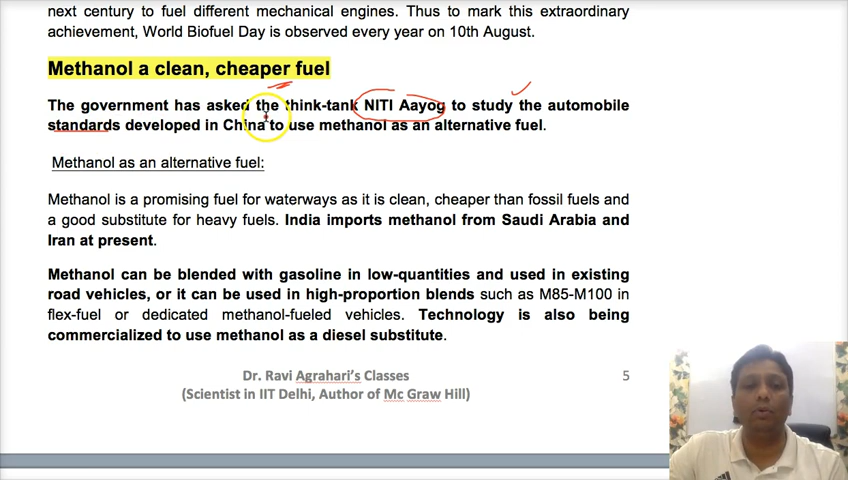 next century to fuel different mechanical engines. Thus to mark this extraordinary
achievement, World Biofuel Day is observed every year on 10th August.
Methanol a clean, cheaper fuel
The government has asked the think-tank NITI Aayog to study the automobile
standards developed in China to use methanol as an alternative fuel.
Methanol as an alternative fuel:
Methanol is a promising fuel for waterways as it is clean, cheaper than fossil fuels and
a good substitute for heavy fuels. India imports methanol from Saudi Arabia and
Iran at present.
Methanol can be blended with gasoline in low-quantities and used in existing
road vehicles, or it can be used in high-proportion blends such as M85-M100 in
flex-fuel or dedicated methanol-fueled vehicles. Technology is also being
commercialized to use methanol as a diesel substitute.
Dr. Ravi Agrahari's Classes
5
(Scientist in IIT Delhi, Author of Mc Graw Hill)